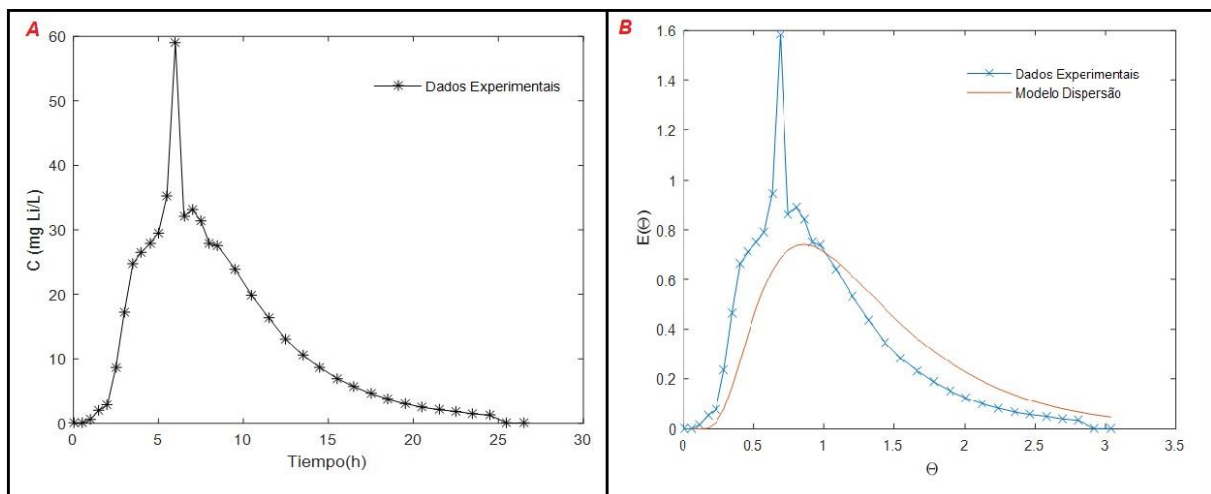 A
60
50
40
30
20
10
0
C (mg Li/L)
Dados Experimentais
0 5 10 15 20 25 30
Tiempo(h)
B
1.6
1.4
1.2
1
0.8
0.6
0.4
0.2
0
E(Θ)
Dados Experimentais
Modelo Dispersão
0 0.5 1 1.5 2 2.5 3 3.5
Θ